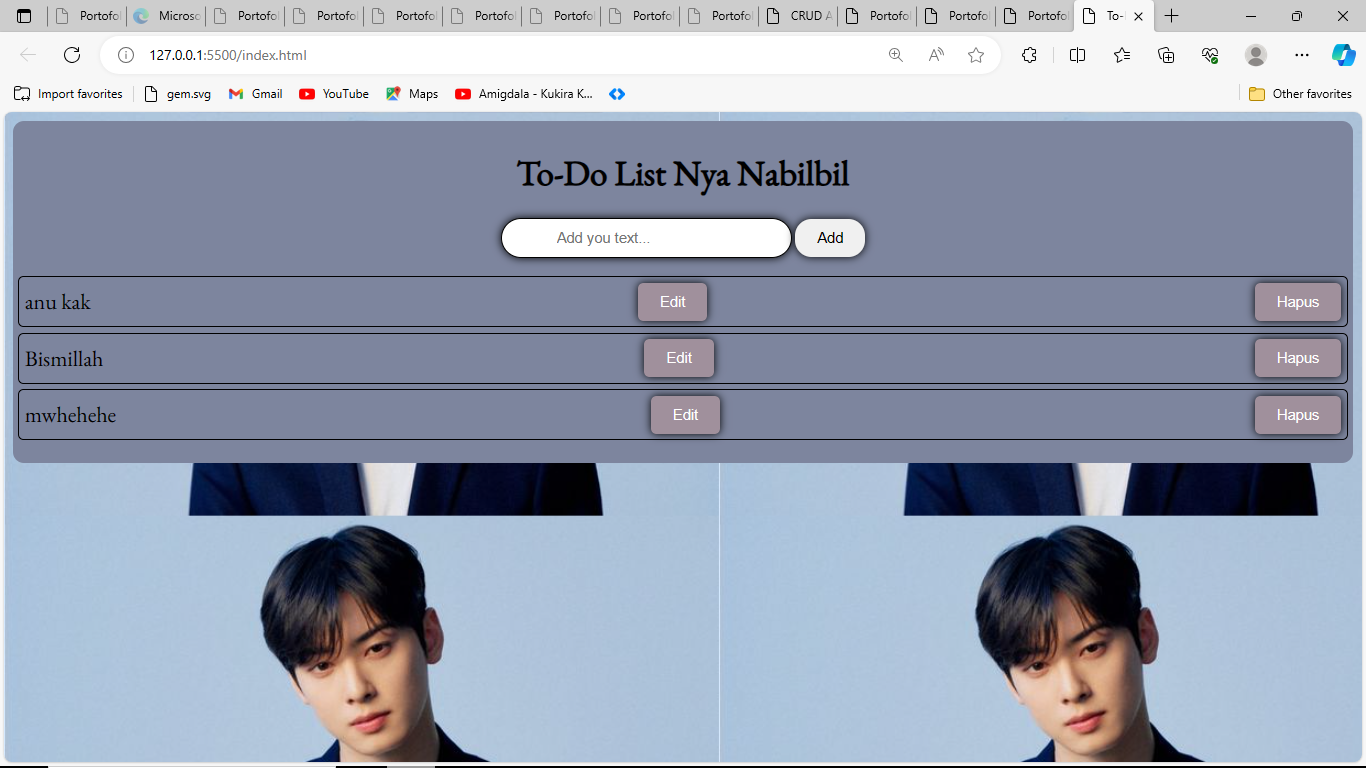 Portofol Microsc Portofol Portofol Portofol Portofol Portofol Portofol Portofol CRUD A Portofol Portofol Portofol To-
127.0.0.1:5500/index.html
Import favorites gem.svg Gmail YouTube Maps Amigdala - Kukira K... Other favorites
To-Do List Nya Nabilbil
Add you text... Add
anu kak Edit Hapus
Bismillah Edit Hapus
mwhehehe Edit Hapus